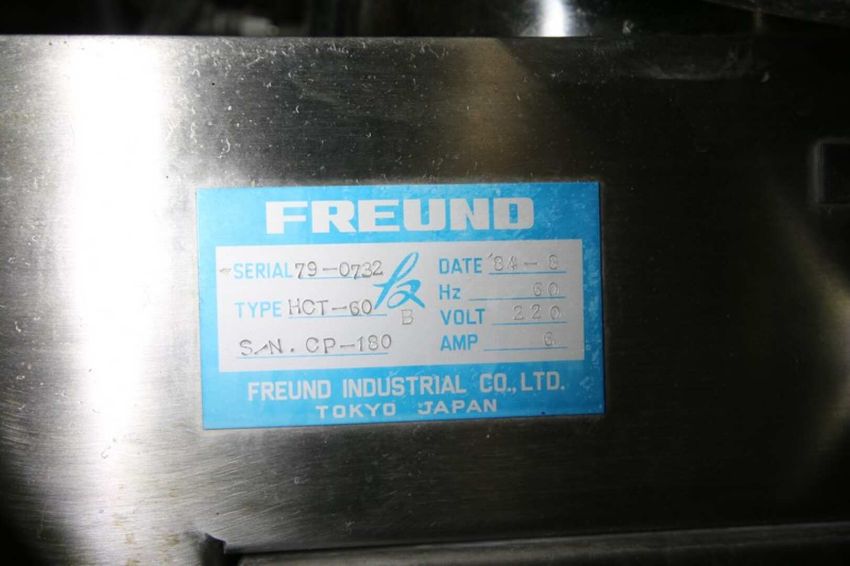 FREUND
SERIAL 79-0732
TYPE HCT-60 B
S.N. CP-180
DATE '84-8
Hz 60
VOLT 220
AMP 6
FREUND INDUSTRIAL CO., LTD.
TOKYO JAPAN